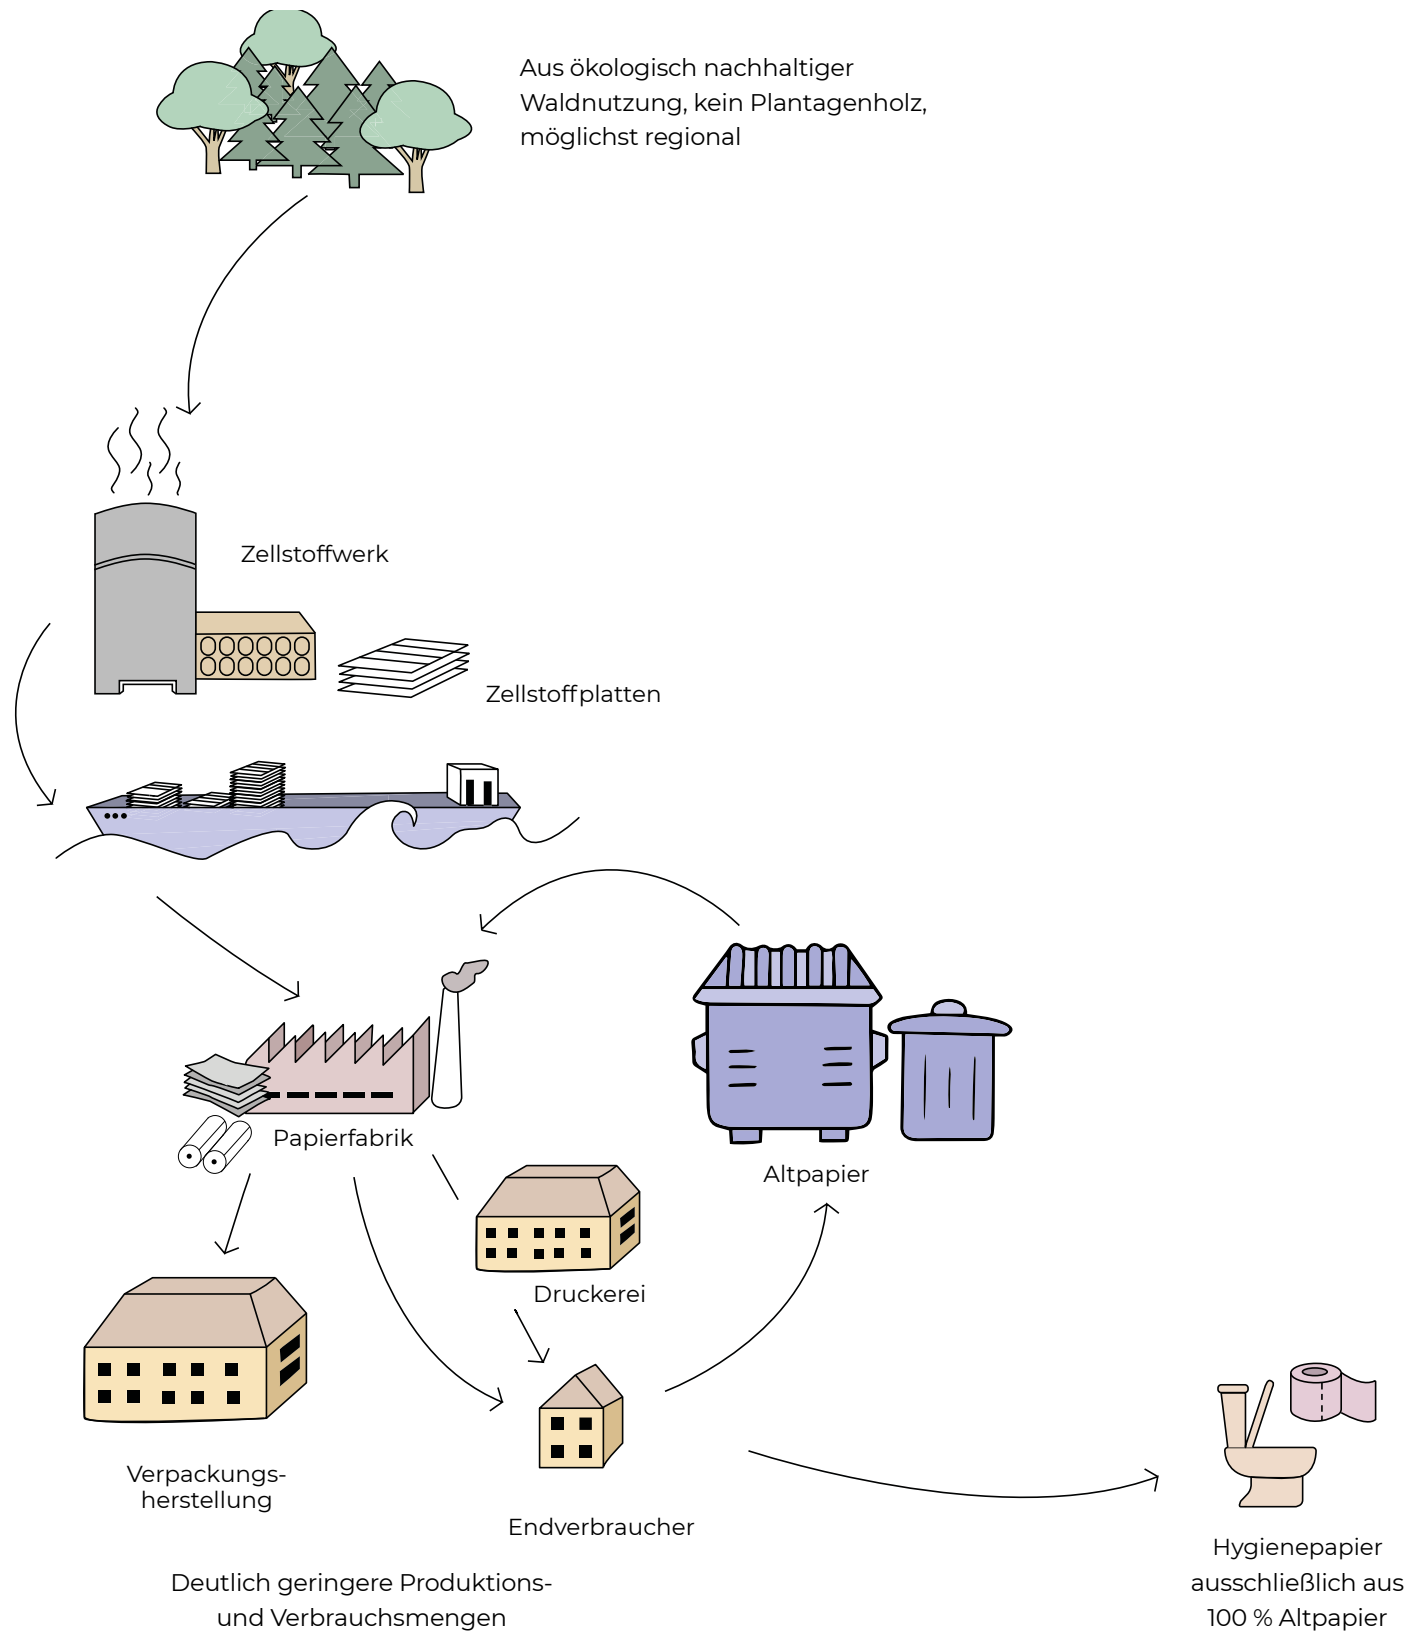 Aus ökologisch nachhaltiger
Waldnutzung, kein Plantagenholz,
möglichst regional
Zellstoffwerk
Zellstoffplatten
Papierfabrik
Altpapier
Druckerei
Verpackungs-
herstellung
Endverbraucher
Deutlich geringere Produktions-
und Verbrauchsmengen
Hygienepapier
ausschließlich aus
100 % Altpapier